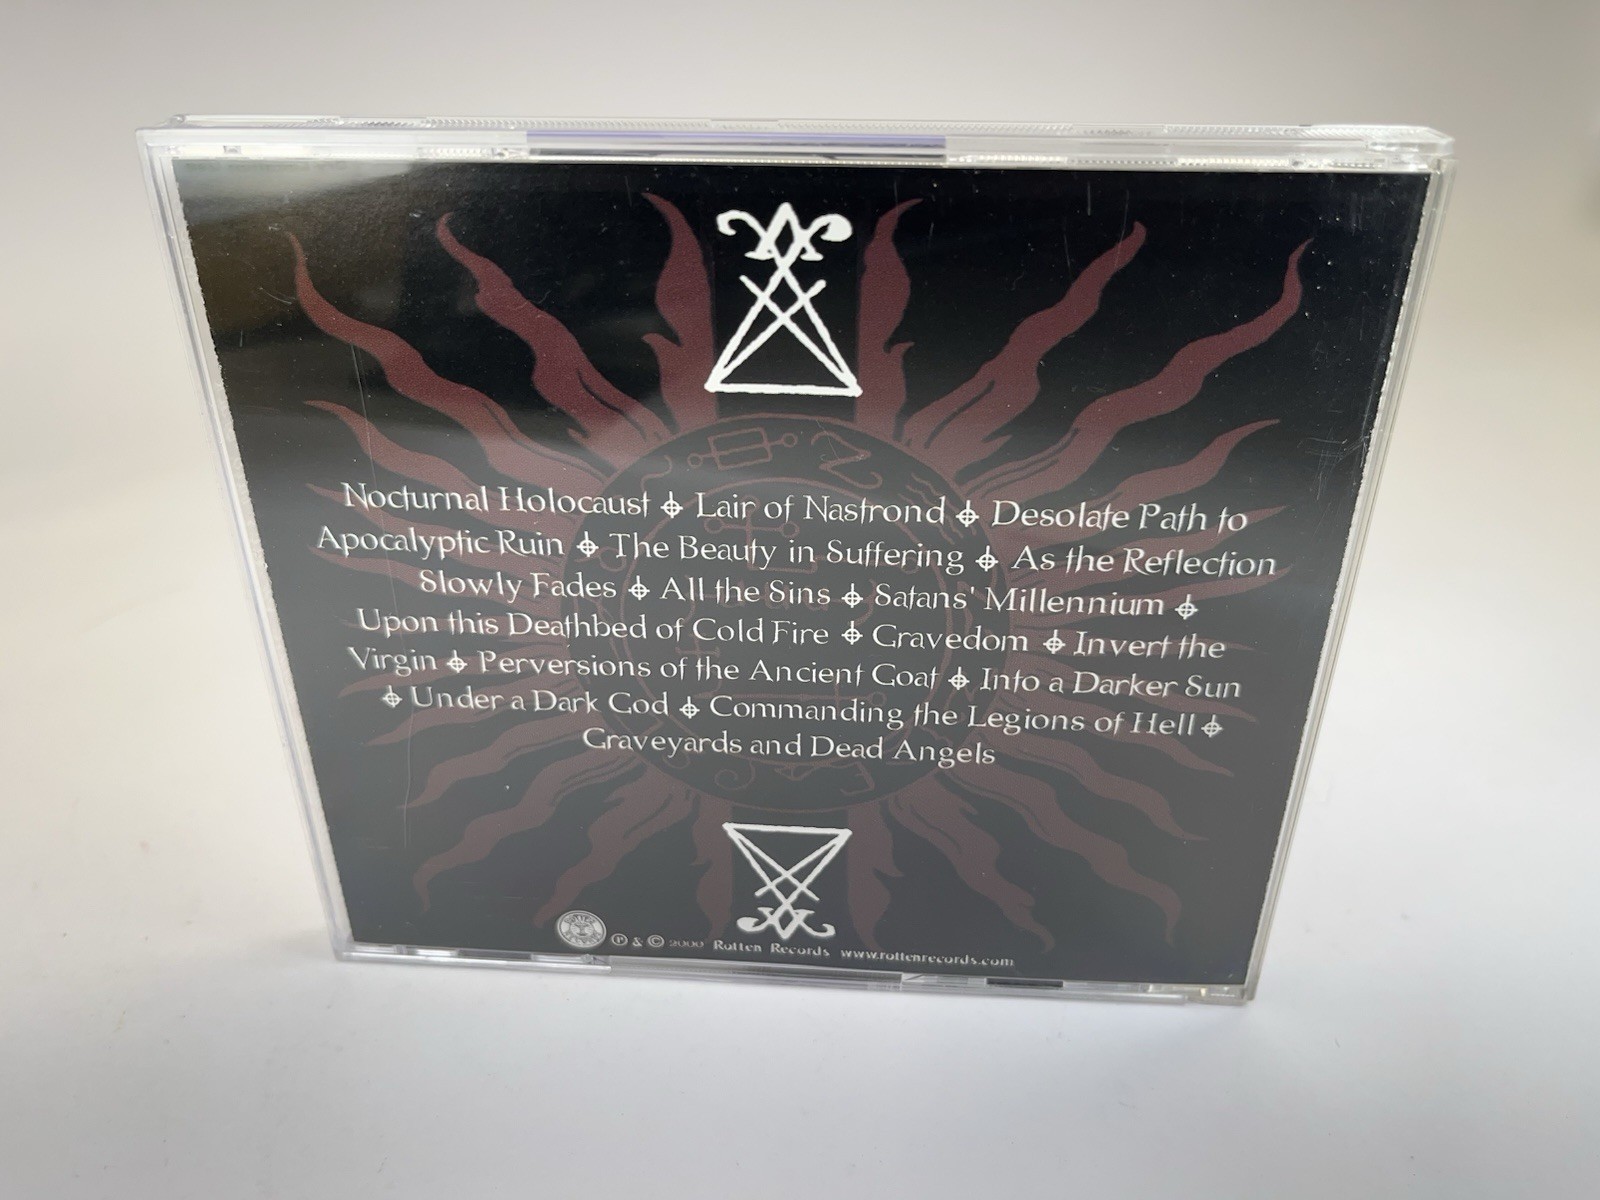 Nocturnal Holocaust ⌖ Lair of Nastrond ⌖ Desolate Path to
Apocalyptic Ruin ⌖ The Beauty in Suffering ⌖ As the Reflection
Slowly Fades ⌖ All the Sins ⌖ Satans' Millennium ⌖
Upon this Deathbed of Cold Fire ⌖ Gravedom ⌖ Invert the
Virgin ⌖ Perversions of the Ancient Goat ⌖ Into a Darker Sun
⌖ Under a Dark God ⌖ Commanding the Legions of Hell ⌖
Graveyards and Dead Angels
℗ & © 2000 Rotten Records www.rottenrecords.com